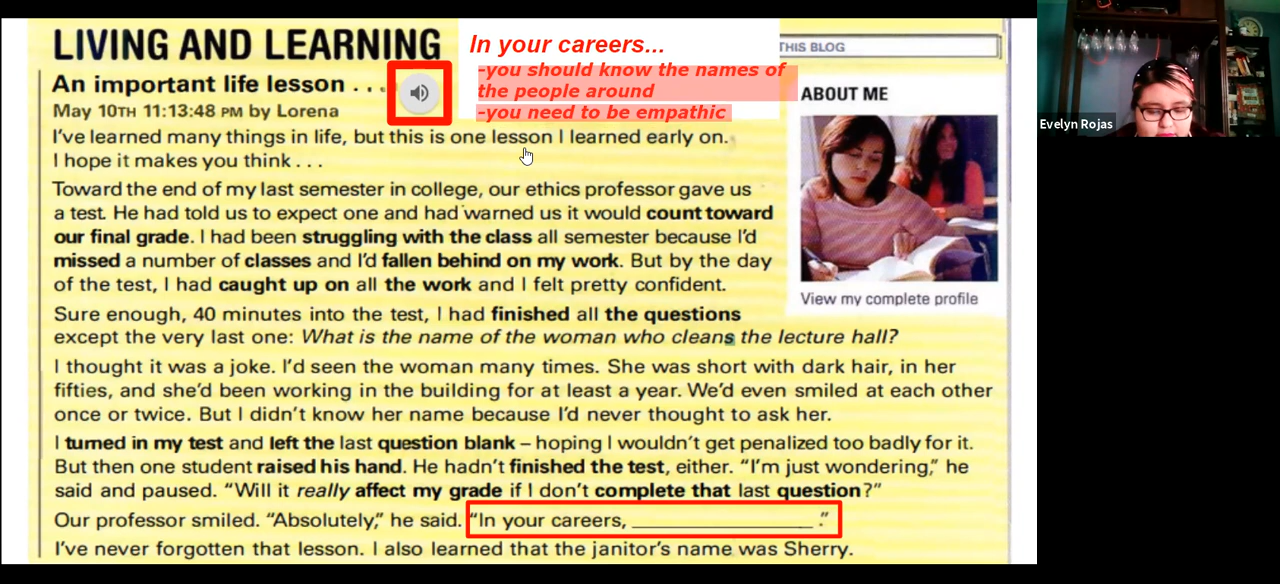 LIVING AND LEARNING
In your careers...
-you should know the names of
the people around
-you need to be empathic
THIS BLOG
An important life lesson . . .
May 10TH 11:13:48 PM by Lorena
I've learned many things in life, but this is one lesson I learned early on.
I hope it makes you think . . .
Toward the end of my last semester in college, our ethics professor gave us
a test. He had told us to expect one and had warned us it would count toward
our final grade. I had been struggling with the class all semester because I'd
missed a number of classes and I'd fallen behind on my work. But by the day
of the test, I had caught up on all the work and I felt pretty confident.
Sure enough, 40 minutes into the test, I had finished all the questions
except the very last one: What is the name of the woman who cleans the lecture hall?
I thought it was a joke. I'd seen the woman many times. She was short with dark hair, in her
fifties, and she'd been working in the building for at least a year. We'd even smiled at each other
once or twice. But I didn't know her name because I'd never thought to ask her.
I turned in my test and left the last question blank – hoping I wouldn't get penalized too badly for it.
But then one student raised his hand. He hadn't finished the test, either. "I'm just wondering," he
said and paused. "Will it really affect my grade if I don't complete that last question?"
Our professor smiled. "Absolutely," he said. "In your careers, ________________ ."
I've never forgotten that lesson. I also learned that the janitor's name was Sherry.
ABOUT ME
View my complete profile
Evelyn Rojas